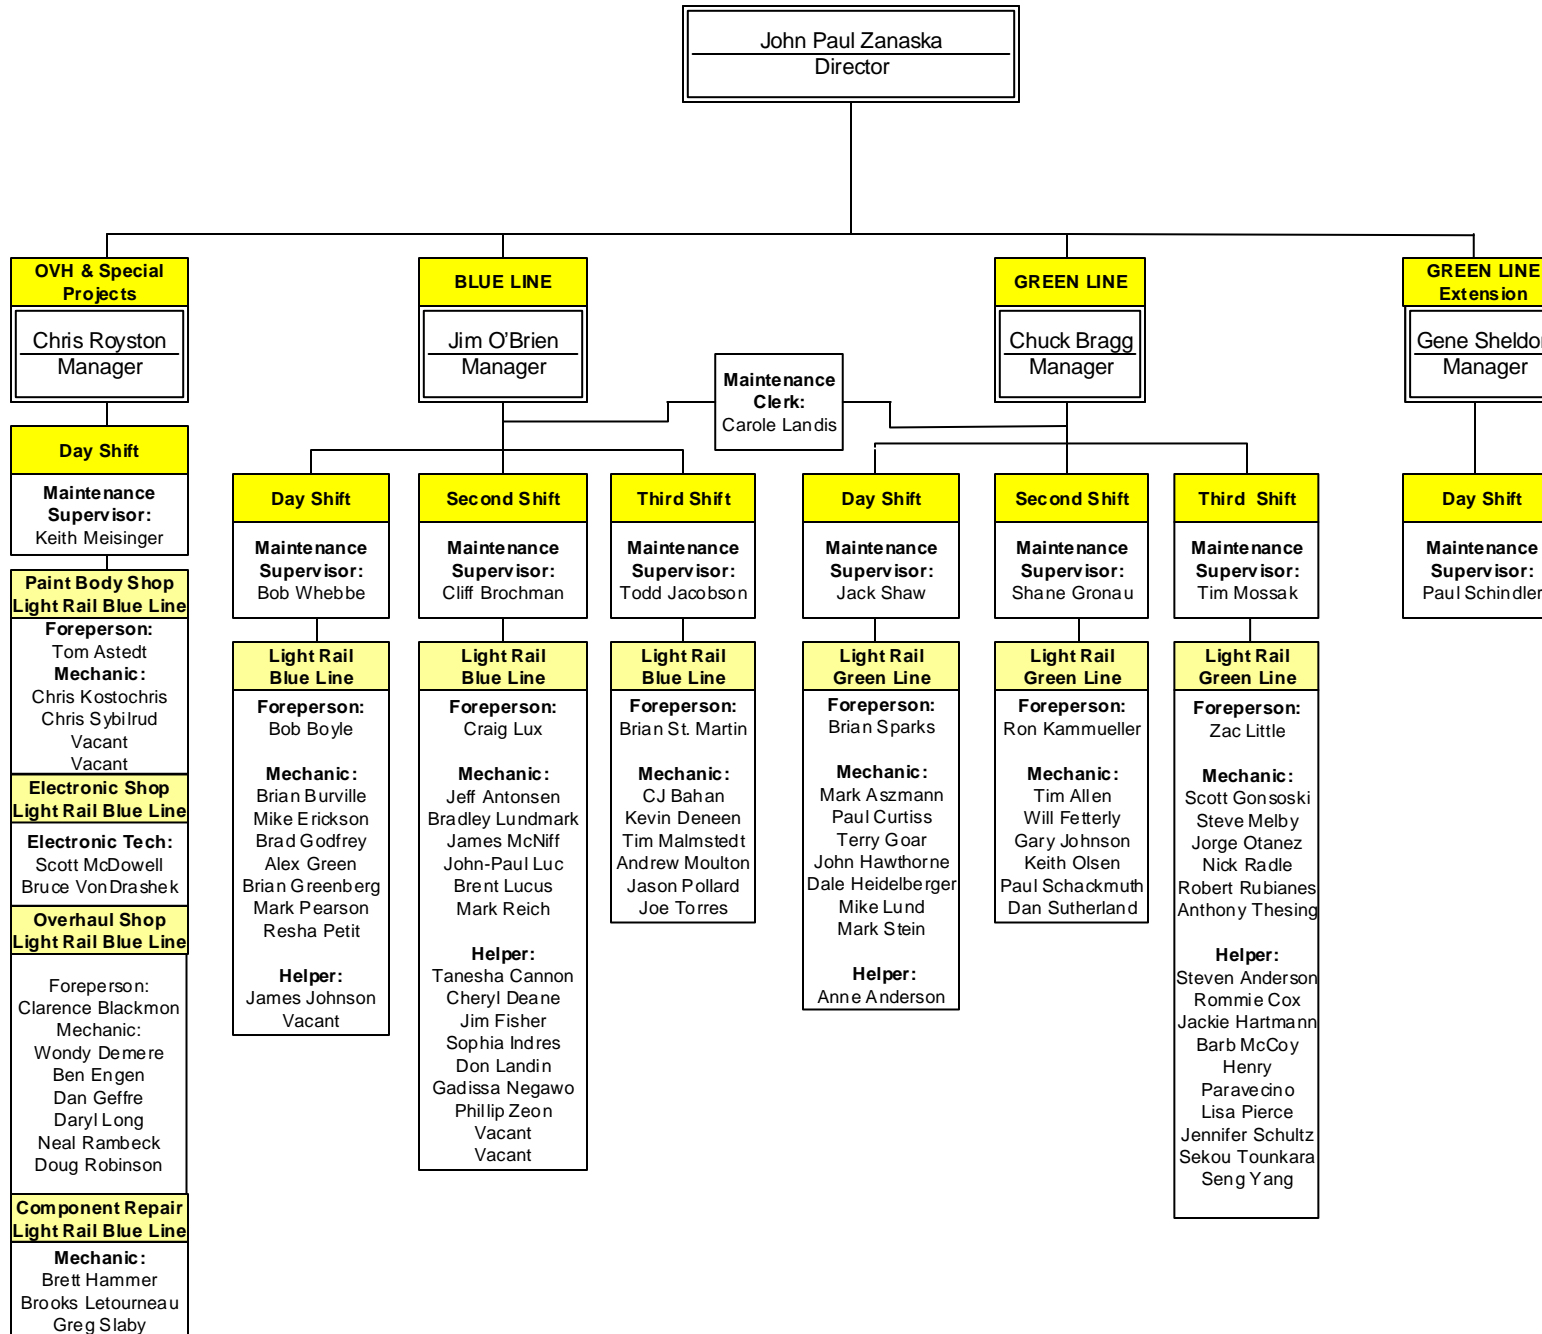 John Paul Zanaska
Director
OVH & Special
Projects
Chris Royston
Manager
Day Shift
Maintenance
Supervisor:
Keith Meisinger
Paint Body Shop
Light Rail Blue Line
Foreperson:
Tom Astedt
Mechanic:
Chris Kostochris
Chris Sybilrud
Vacant
Vacant
Electronic Shop
Light Rail Blue Line
Electronic Tech:
Scott McDowell
Bruce VonDrashek
Overhaul Shop
Light Rail Blue Line
Foreperson:
Clarence Blackmon
Mechanic:
Wondy Demere
Ben Engen
Dan Geffre
Daryl Long
Neal Rambeck
Doug Robinson
Component Repair
Light Rail Blue Line
Mechanic:
Brett Hammer
Brooks Letourneau
Greg Slaby
BLUE LINE
Jim O'Brien
Manager
Maintenance
Clerk:
Carole Landis
Day Shift
Maintenance
Supervisor:
Bob Whebbe
Light Rail
Blue Line
Foreperson:
Bob Boyle
Mechanic:
Brian Burville
Mike Erickson
Brad Godfrey
Alex Green
Brian Greenberg
Mark Pearson
Resha Petit
Helper:
James Johnson
Vacant
Second Shift
Maintenance
Supervisor:
Cliff Brochman
Light Rail
Blue Line
Foreperson:
Craig Lux
Mechanic:
Jeff Antonsen
Bradley Lundmark
James McNiff
John-Paul Luc
Brent Lucus
Mark Reich
Helper:
Tanesha Cannon
Cheryl Deane
Jim Fisher
Sophia Indres
Don Landin
Gadissa Negawo
Phillip Zeon
Vacant
Vacant
Third Shift
Maintenance
Supervisor:
Todd Jacobson
Light Rail
Blue Line
Foreperson:
Brian St. Martin
Mechanic:
CJ Bahan
Kevin Deneen
Tim Malmstedt
Andrew Moulton
Jason Pollard
Joe Torres
GREEN LINE
Chuck Bragg
Manager
Day Shift
Maintenance
Supervisor:
Jack Shaw
Light Rail
Green Line
Foreperson:
Brian Sparks
Mechanic:
Mark Aszmann
Paul Curtiss
Terry Goar
John Hawthorne
Dale Heidelberger
Mike Lund
Mark Stein
Helper:
Anne Anderson
Second Shift
Maintenance
Supervisor:
Shane Gronau
Light Rail
Green Line
Foreperson:
Ron Kammueller
Mechanic:
Tim Allen
Will Fetterly
Gary Johnson
Keith Olsen
Paul Schackmuth
Dan Sutherland
Third Shift
Maintenance
Supervisor:
Tim Mossak
Light Rail
Green Line
Foreperson:
Zac Little
Mechanic:
Scott Gonsoski
Steve Melby
Jorge Otanez
Nick Radle
Robert Rubianes
Anthony Thesing
Helper:
Steven Anderson
Rommie Cox
Jackie Hartmann
Barb McCoy
Henry
Paravecino
Lisa Pierce
Jennifer Schultz
Sekou Tounkara
Seng Yang
GREEN LINE
Extension
Gene Sheldon
Manager
Day Shift
Maintenance
Supervisor:
Paul Schindler